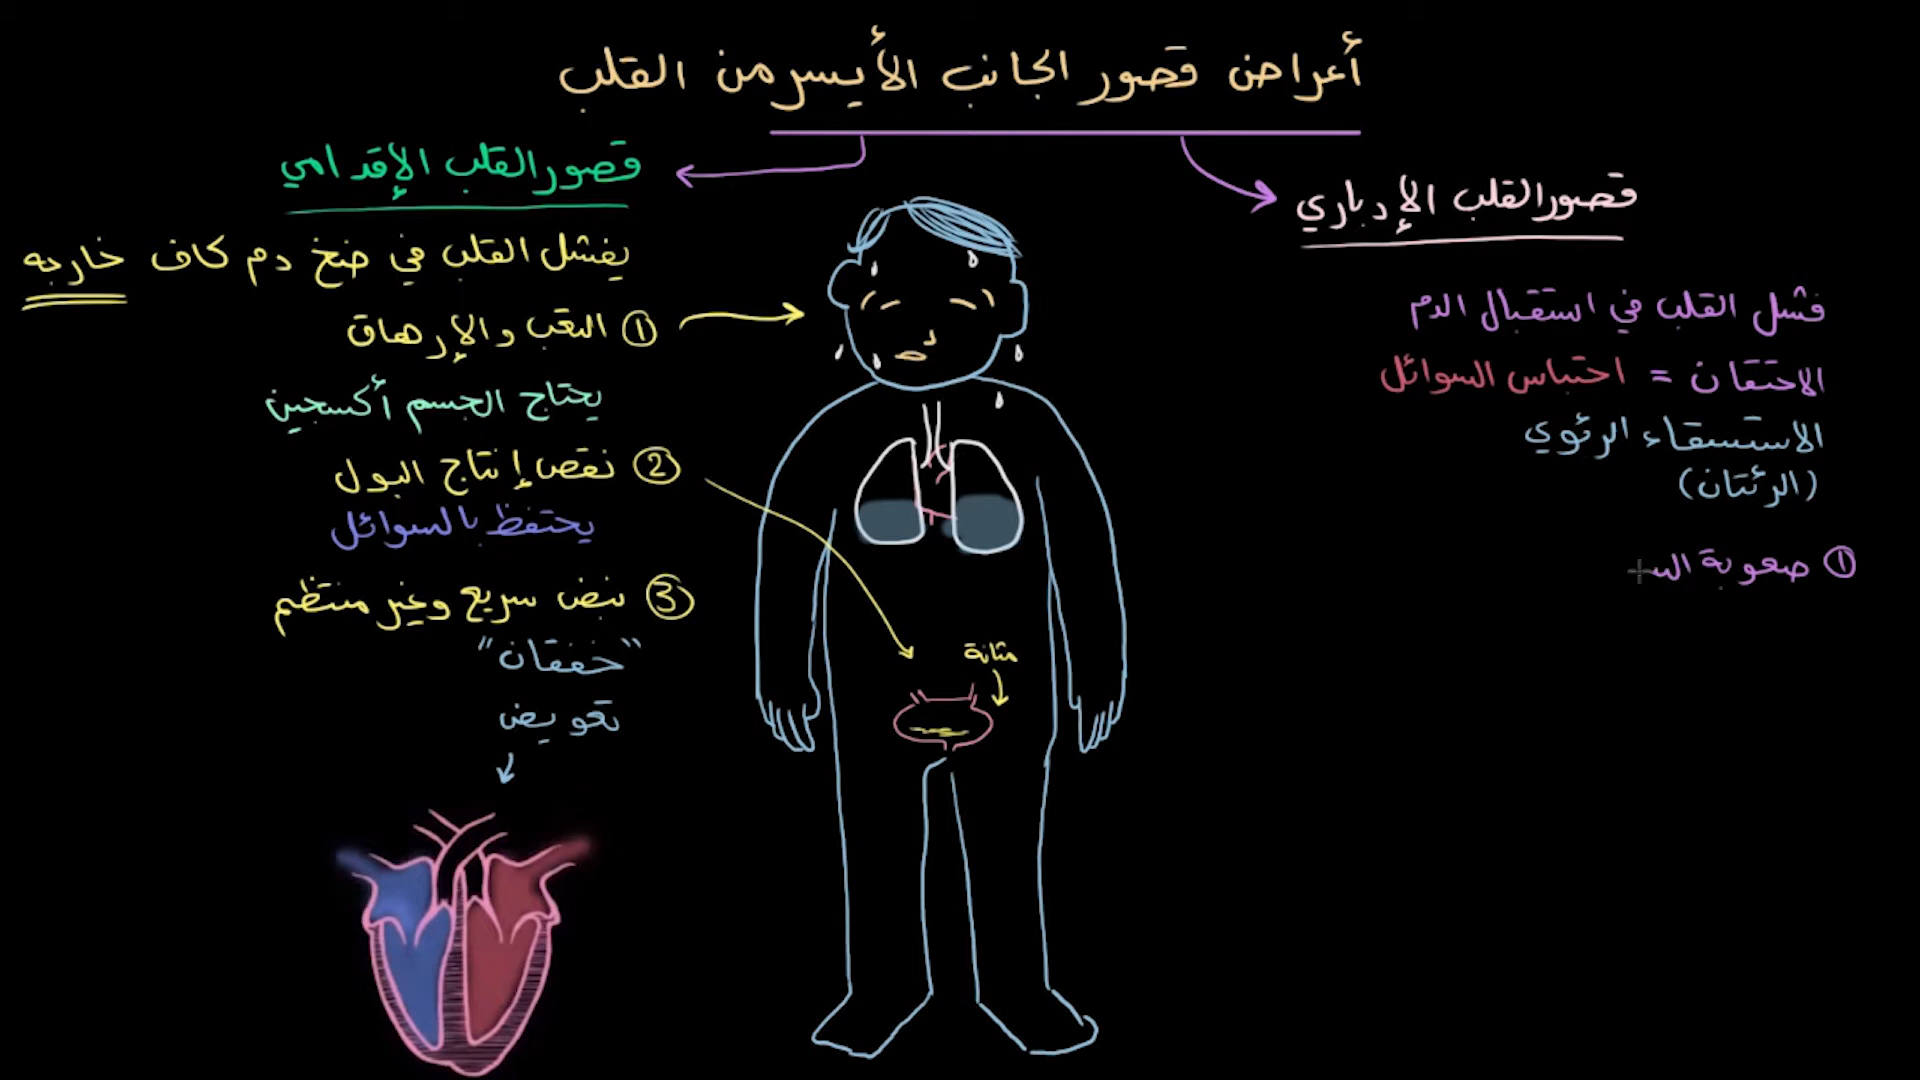 أعراض قصور الجانب الأيسر من القلب
قصور القلب الإدباري
فشل القلب في استقبال الدم
الاحتقان = احتباس السوائل
الاستسقاء الرئوي
(الرئتان)
① صعوبة الت
قصور القلب الإقدامي
يفشل القلب في ضخ دم كاف خارجه
① التعب والإرهاق
يحتاج الجسم أكسجين
② نقص إنتاج البول
يحتفظ بالسوائل
③ نبض سريع وغير منتظم
"خفقان"
تعويض
مثانة